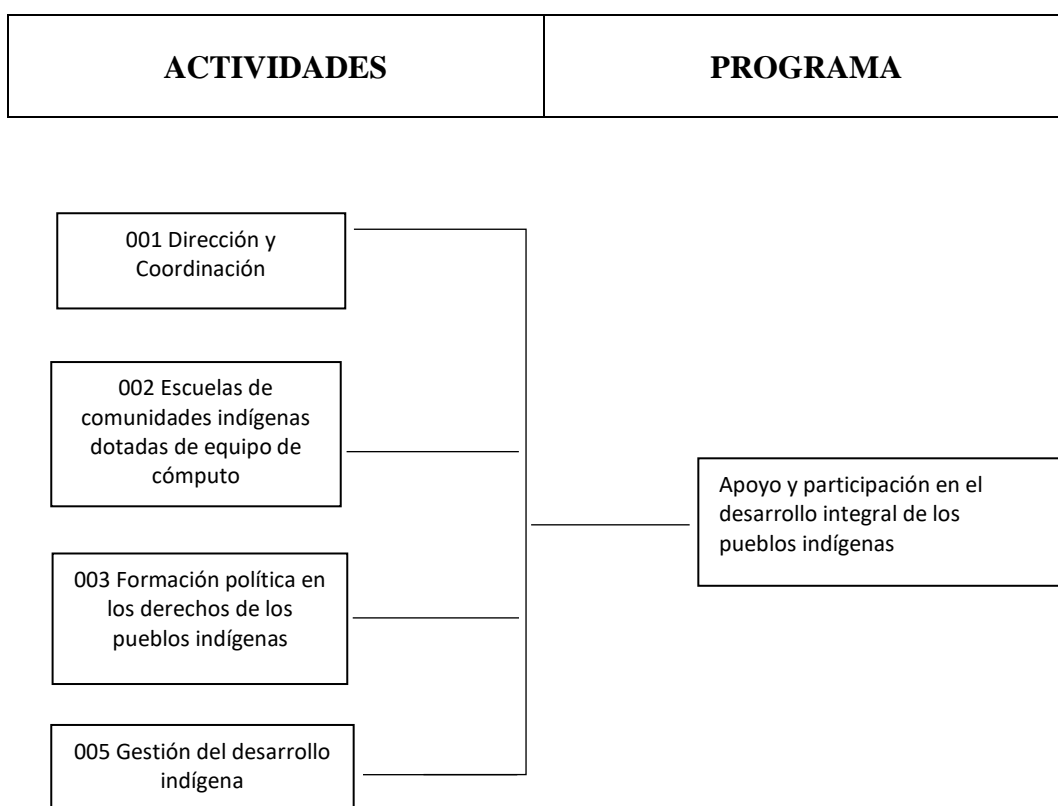 ACTIVIDADES
PROGRAMA
001 Dirección y
Coordinación
002 Escuelas de
comunidades indígenas
dotadas de equipo de
cómputo
003 Formación política en
los derechos de los
pueblos indígenas
005 Gestión del desarrollo
indígena
Apoyo y participación en el
desarrollo integral de los
pueblos indígenas